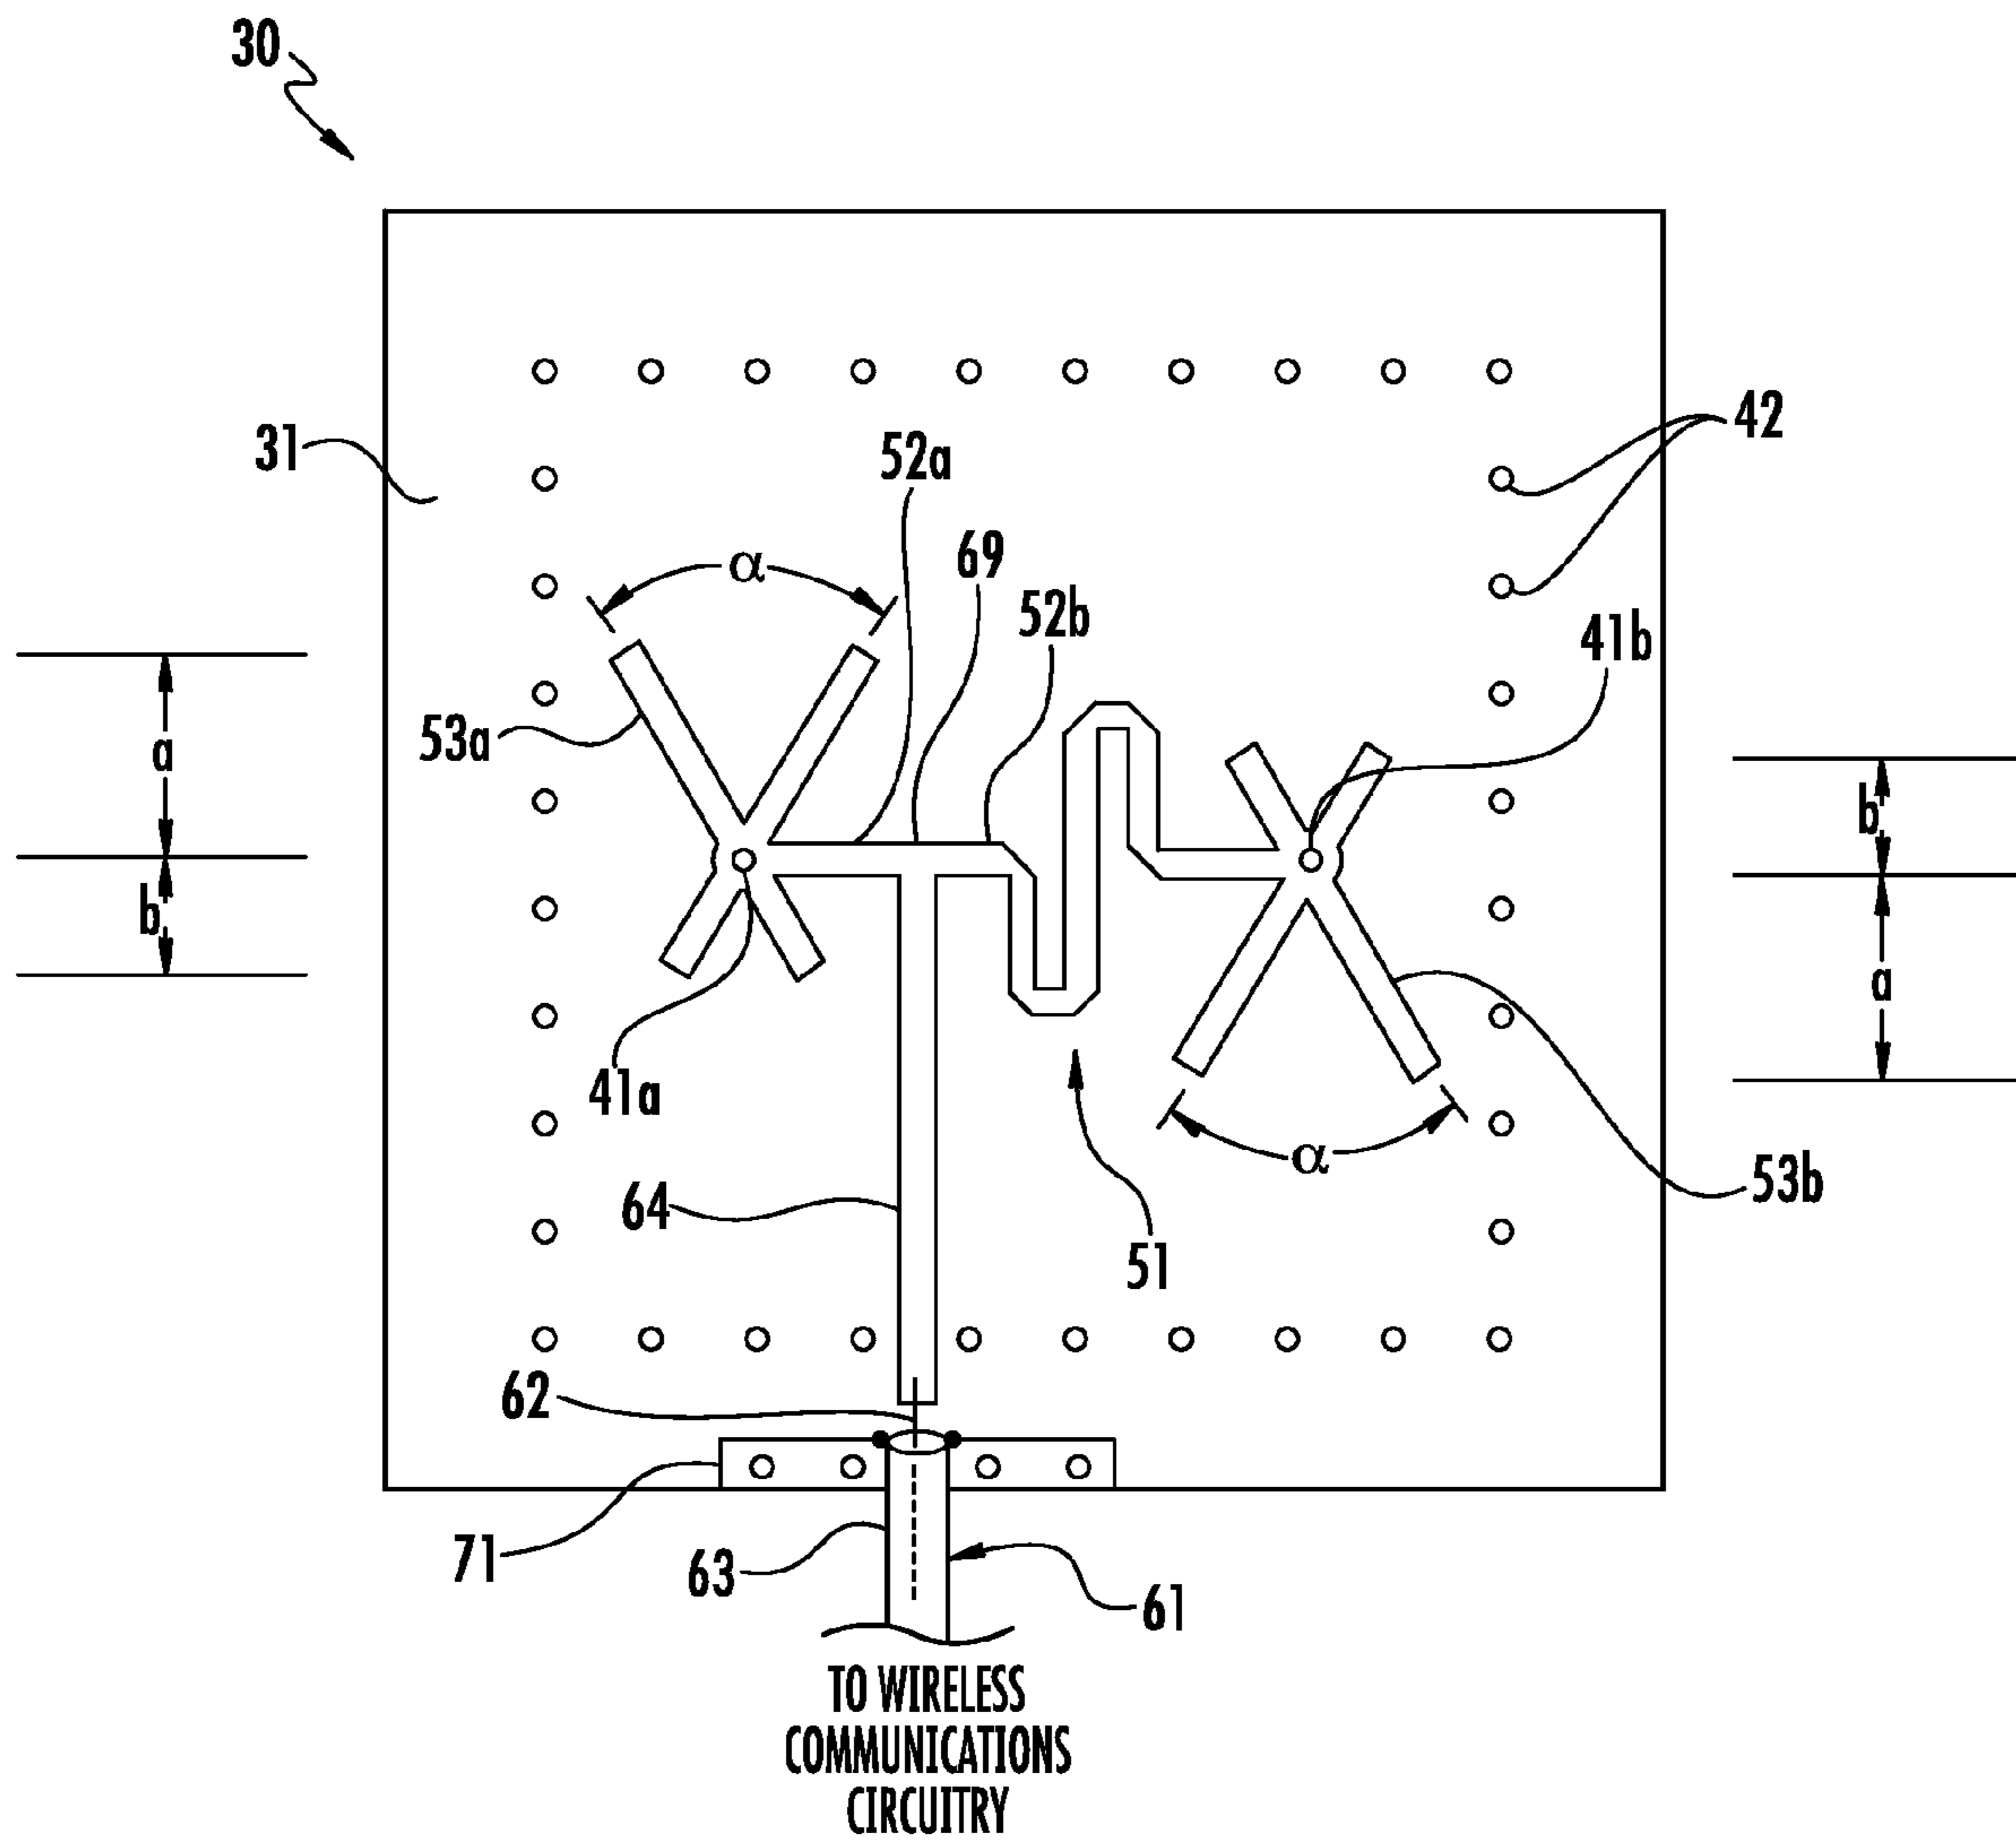 30
31
42
52a
69
α
52b
41b
53a
a
b
b
a
41a
α
53b
64
51
62
71
63
61
TO WIRELESS
COMMUNICATIONS
CIRCUITRY